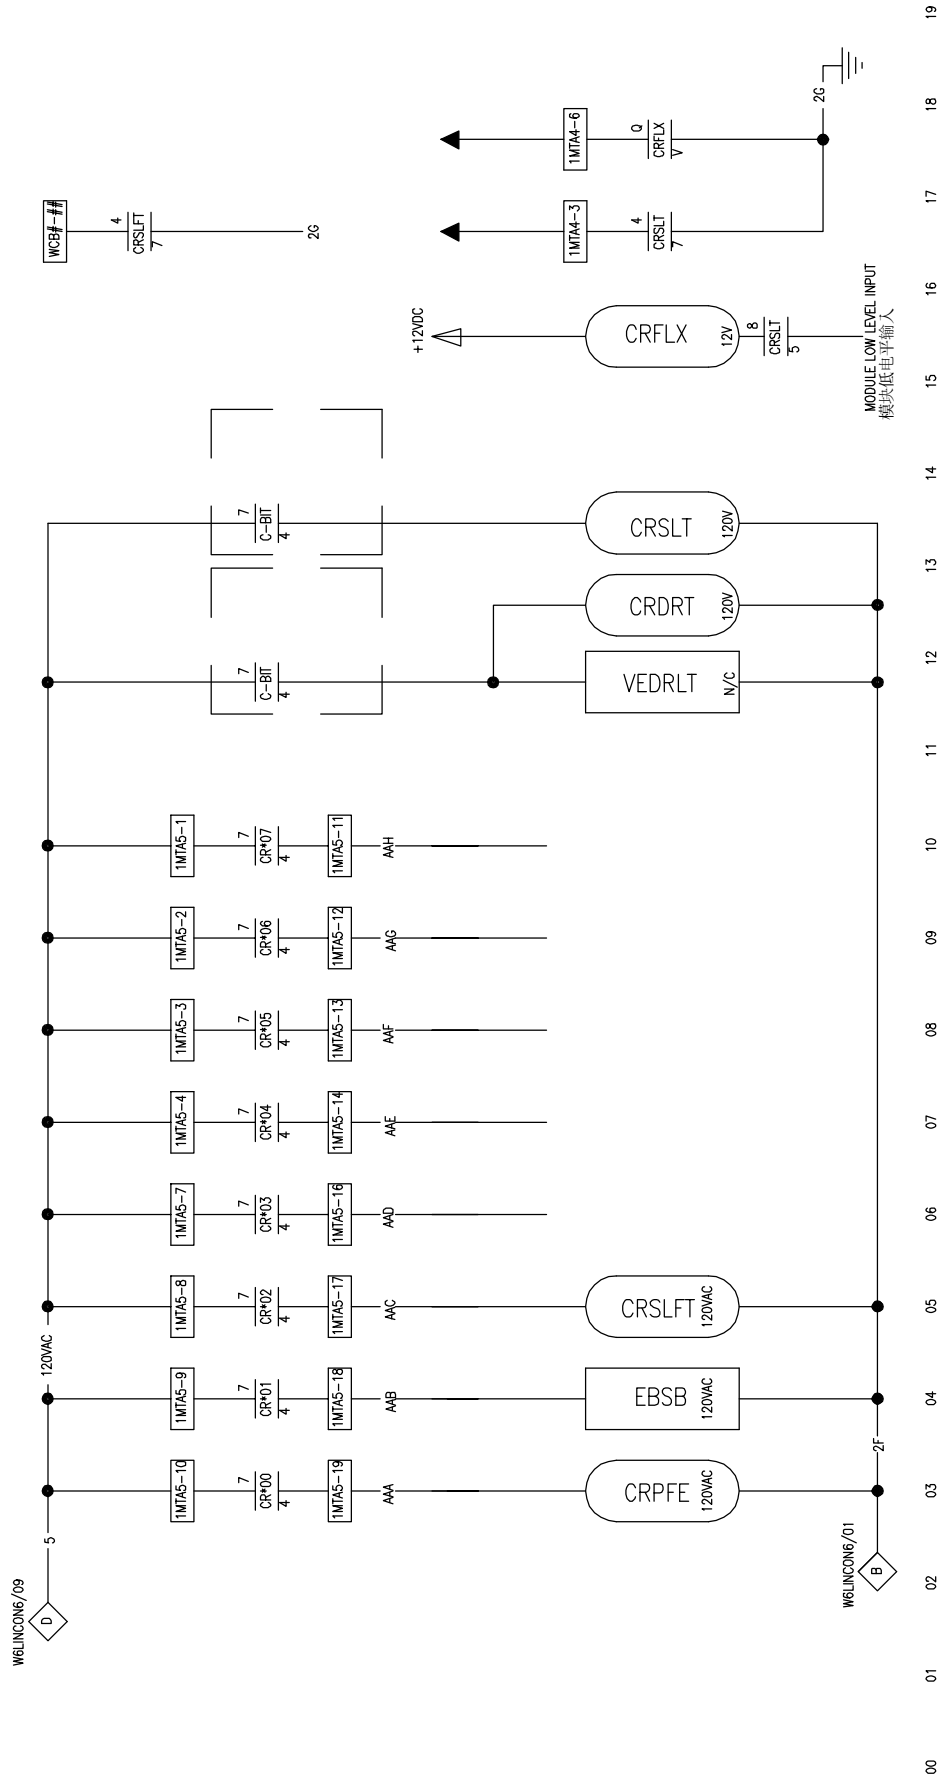 W6LINCON6/09
D
5
120VAC
1MTA5-10
7
CR*00
4
1MTA5-19
AAA
CRPFE
120VAC
1MTA5-9
7
CR*01
4
1MTA5-18
AAB
EBSB
120VAC
1MTA5-8
7
CR*02
4
1MTA5-17
AAC
CRSLFT
120VAC
1MTA5-7
7
CR*03
4
1MTA5-16
AAD
1MTA5-4
7
CR*04
4
1MTA5-14
AAE
1MTA5-3
7
CR*05
4
1MTA5-13
AAF
1MTA5-2
7
CR*06
4
1MTA5-12
AAG
1MTA5-1
7
CR*07
4
1MTA5-11
AAH
7
C-BIT
4
VEDRLT
N/C
CRDRT
120V
7
C-BIT
4
CRSLT
120V
W6LINCON6/01
B
2F
+12VDC
CRFLX
12V
8
CRSLT
5
MODULE LOW LEVEL INPUT
模块低电平输入
WCB#-##
4
CRSLFT
7
2G
1MTA4-3
4
CRSLT
7
1MTA4-6
Q
CRFLX
V
2G
00
01
02
03
04
05
06
07
08
09
10
11
12
13
14
15
16
17
18
19